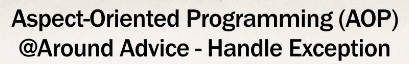 Aspect-Oriented Programming (AOP)
@Around Advice - Handle Exception